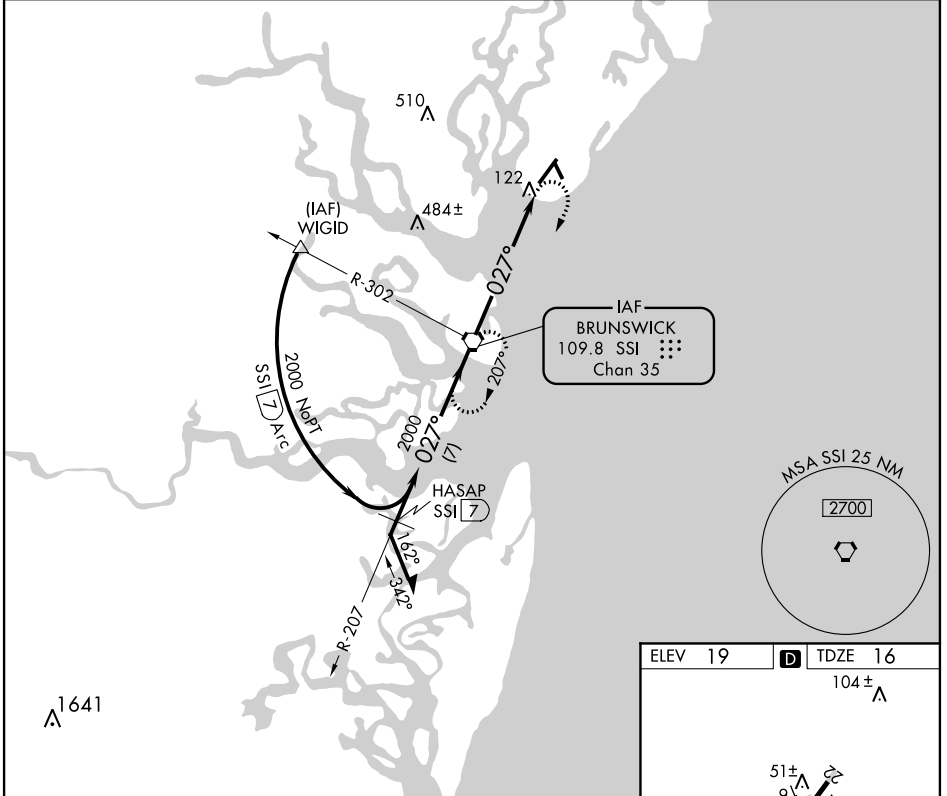 510
122
(IAF)
WIGID
484±
R-302
027°
IAF
BRUNSWICK
109.8 SSI
Chan 35
207°
2000 NoPT
SSI 7 Arc
2000
027°
(7)
HASAP
SSI 7
MSA SSI 25 NM
2700
162°
342°
R-207
ELEV 19 D TDZE 16
104±
1641
51±
22